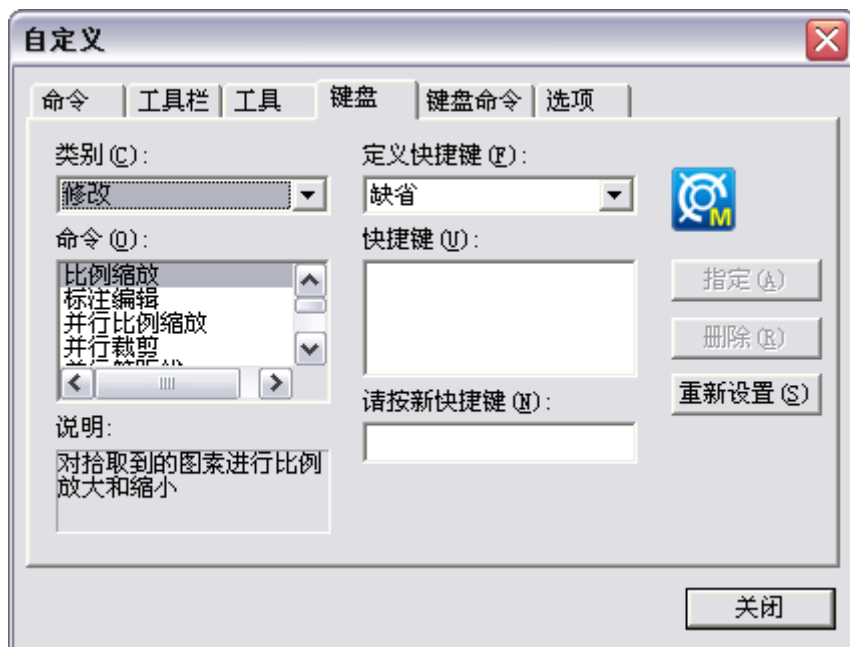 自定义
命令 工具栏 工具 键盘 键盘命令 选项
类别(C):
修改
命令(O):
比例缩放
标注编辑
并行比例缩放
并行裁剪
说明:
对拾取到的图素进行比例
放大和缩小
定义快捷键(F):
缺省
快捷键(U):
请按新快捷键(N):
M
指定(A)
删除(R)
重新设置(S)
关闭